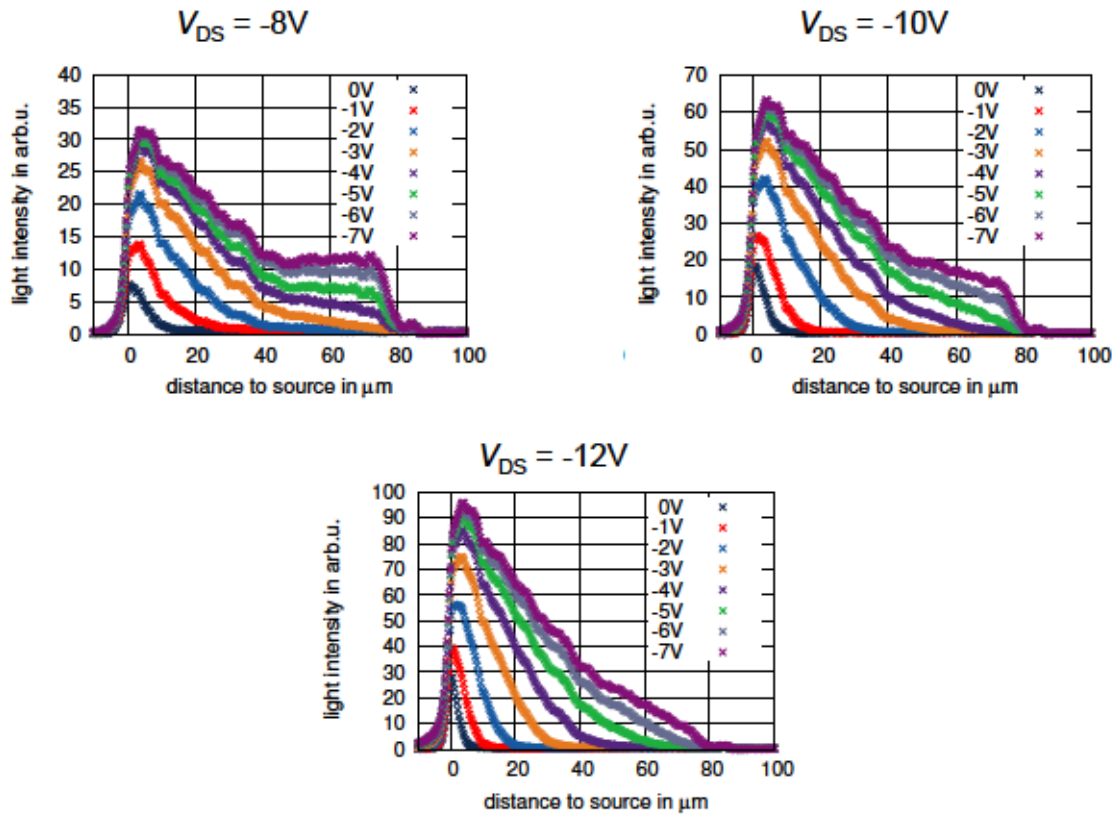 V_DS = -8V
40
35
30
25
20
15
10
5
0
0 20 40 60 80 100
light intensity in arb.u.
distance to source in μm
0V
-1V
-2V
-3V
-4V
-5V
-6V
-7V
V_DS = -10V
70
60
50
40
30
20
10
0
0 20 40 60 80 100
light intensity in arb.u.
distance to source in μm
0V
-1V
-2V
-3V
-4V
-5V
-6V
-7V
V_DS = -12V
100
90
80
70
60
50
40
30
20
10
0
0 20 40 60 80 100
light intensity in arb.u.
distance to source in μm
0V
-1V
-2V
-3V
-4V
-5V
-6V
-7V